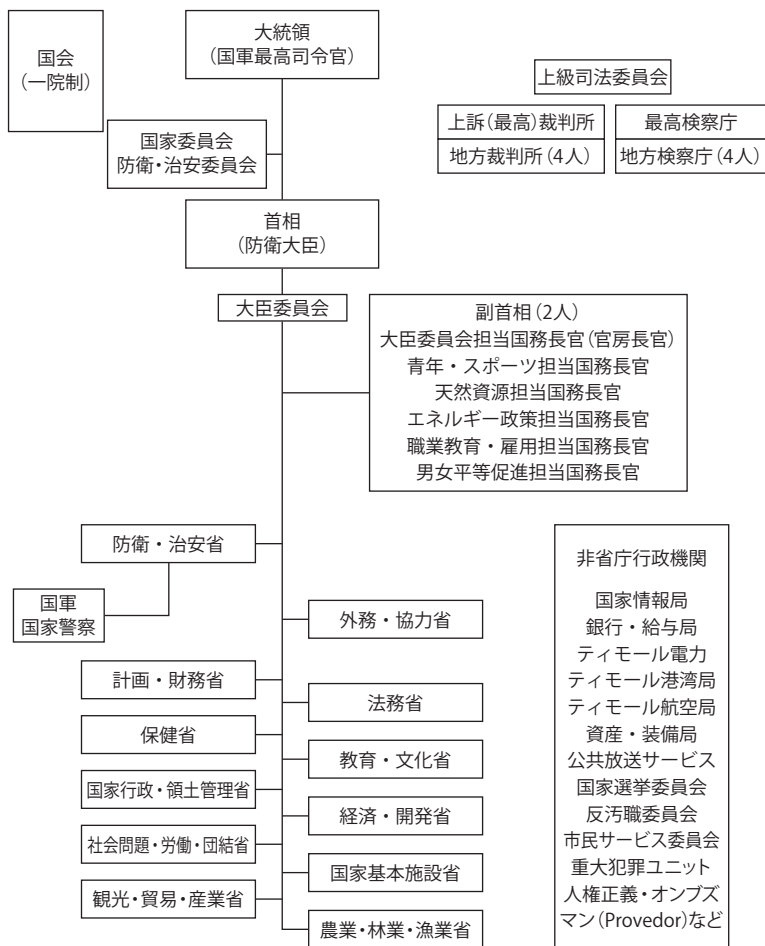 国会
(一院制)
大統領
(国軍最高司令官)
上級司法委員会
上訴(最高)裁判所
最高検察庁
地方裁判所(4人)
地方検察庁(4人)
国家委員会
防衛・治安委員会
首相
(防衛大臣)
大臣委員会
副首相(2人)
大臣委員会担当国務長官(官房長官)
青年・スポーツ担当国務長官
天然資源担当国務長官
エネルギー政策担当国務長官
職業教育・雇用担当国務長官
男女平等促進担当国務長官
防衛・治安省
国軍
国家警察
外務・協力省
計画・財務省
法務省
保健省
教育・文化省
国家行政・領土管理省
経済・開発省
社会問題・労働・団結省
国家基本施設省
観光・貿易・産業省
農業・林業・漁業省
非省庁行政機関
国家情報局
銀行・給与局
ティモール電力
ティモール港湾局
ティモール航空局
資産・装備局
公共放送サービス
国家選挙委員会
反汚職委員会
市民サービス委員会
重大犯罪ユニット
人権正義・オンブズ
マン(Provedor)など